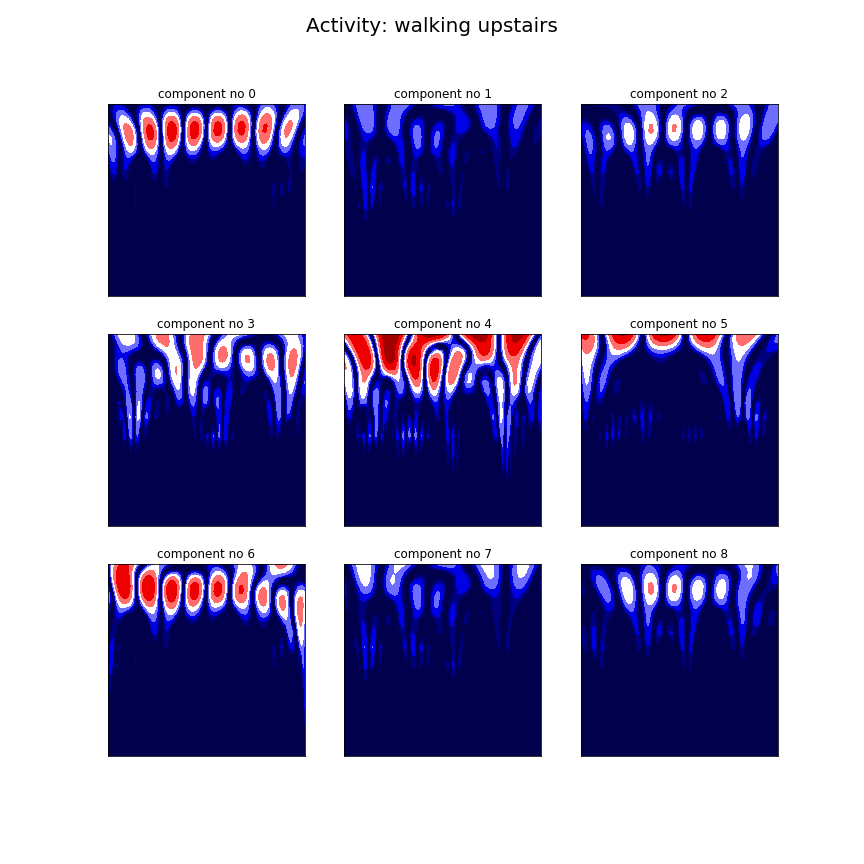 Activity: walking upstairs
component no 0
component no 1
component no 2
component no 3
component no 4
component no 5
component no 6
component no 7
component no 8